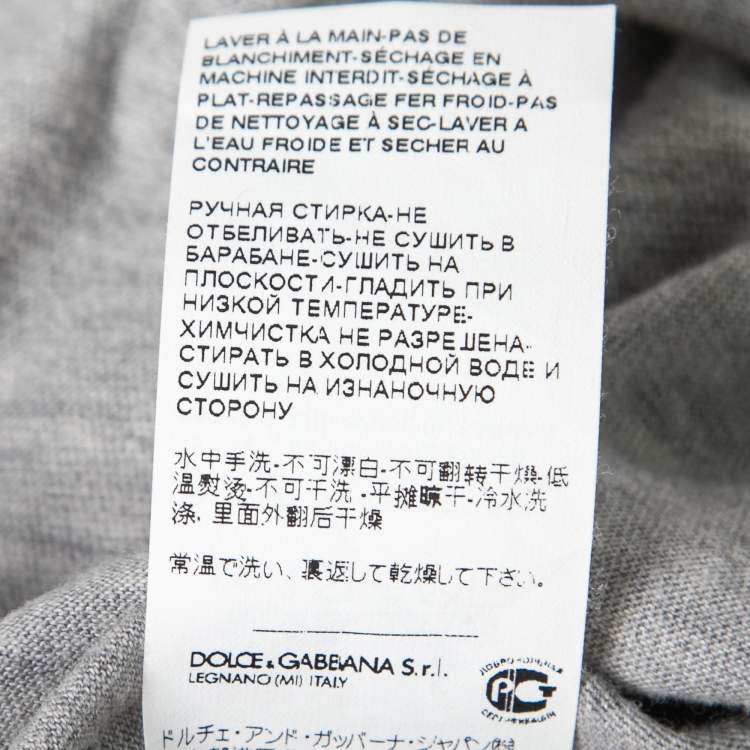 LAVER À LA MAIN-PAS DE
BLANCHIMENT-SÉCHAGE EN
MACHINE INTERDIT-SÉCHAGE À
PLAT-REPASSAGE FER FROID-PAS
DE NETTOYAGE À SEC-LAVER A
L'EAU FROIDE ET SECHER AU
CONTRAIRE
РУЧНАЯ СТИРКА-НЕ
ОТБЕЛИВАТЬ-НЕ СУШИТЬ В
БАРАБАНЕ-СУШИТЬ НА
ПЛОСКОСТИ-ГЛАДИТЬ ПРИ
НИЗКОЙ ТЕМПЕРАТУРЕ-
ХИМЧИСТКА НЕ РАЗРЕШЕНА-
СТИРАТЬ В ХОЛОДНОЙ ВОДЕ И
СУШИТЬ НА ИЗНАНОЧНУЮ
СТОРОНУ
水中手洗-不可漂白-不可翻转干燥-低
温熨烫-不可干洗-平摊晾干-冷水洗
涤, 里面外翻后干燥
常温で洗い、裏返して乾燥して下さい。
DOLCE & GABBANA S.r.l.
LEGNANO (MI) ITALY
ДОБРОВОЛЬНАЯ
СЕРТИФИКАЦИЯ
ドルチェ・アンド・ガッバーナ・ジャパン